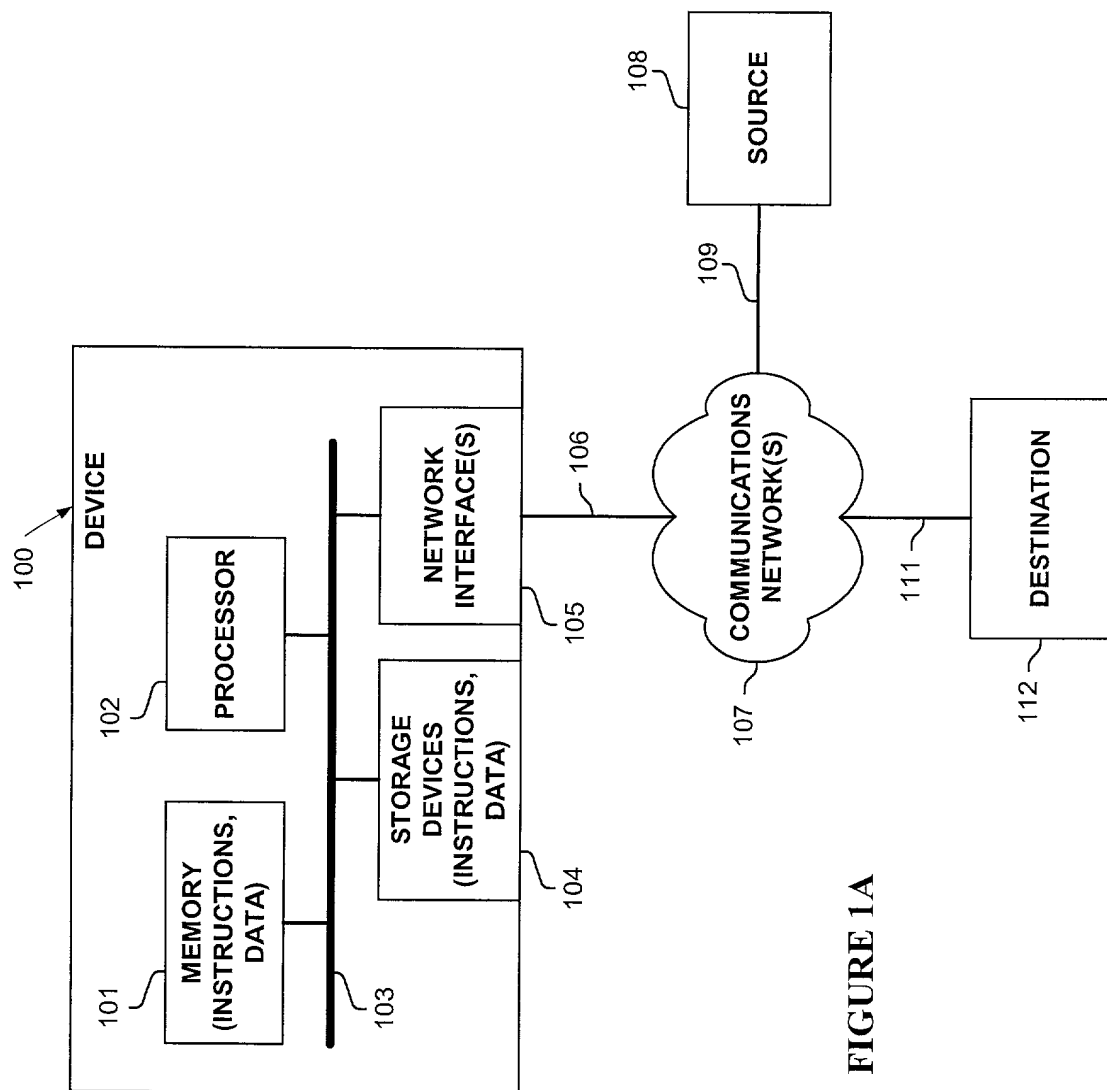 100
DEVICE
101
MEMORY
(INSTRUCTIONS,
DATA)
102
PROCESSOR
103
STORAGE
DEVICES
(INSTRUCTIONS,
DATA)
104
NETWORK
INTERFACE(S)
105
106
COMMUNICATIONS
NETWORK(S)
107
109
108
SOURCE
111
DESTINATION
112
FIGURE 1A